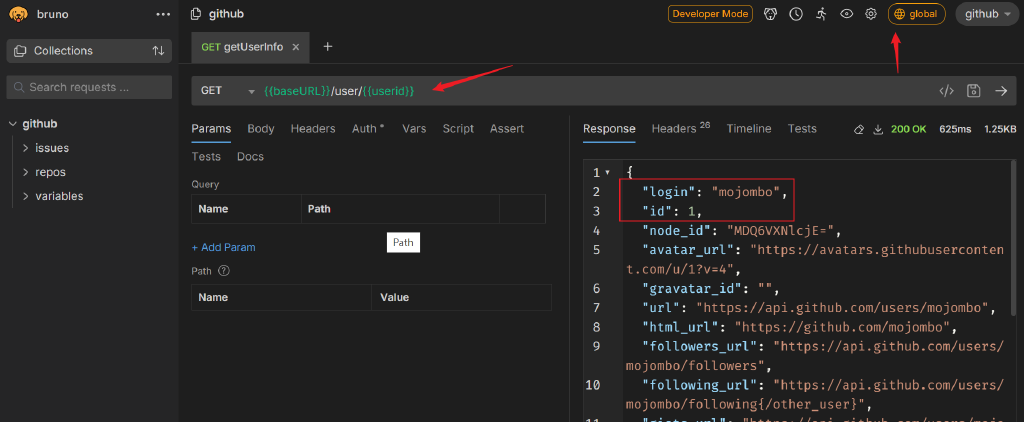 bruno
Collections
Search requests ...
github
issues
repos
variables
github
Developer Mode
global
github
GET getUserInfo
GET
{{baseURL}}/user/{{userid}}
Params Body Headers Auth * Vars Script Assert
Tests Docs
Query
Name Path
+ Add Param
Path
Path
Name Value
Response Headers 26 Timeline Tests
200 OK 625ms 1.25KB
1 {
2 "login": "mojombo",
3 "id": 1,
4 "node_id": "MDQ6VXNlcjE=",
5 "avatar_url": "https://avatars.githubuserconten
t.com/u/1?v=4",
6 "gravatar_id": "",
7 "url": "https://api.github.com/users/mojombo",
8 "html_url": "https://github.com/mojombo",
9 "followers_url": "https://api.github.com/users/
mojombo/followers",
10 "following_url": "https://api.github.com/users/
mojombo/following{/other_user}",